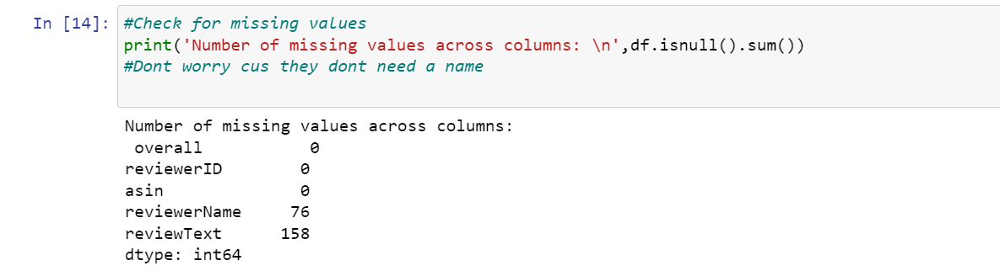 In [14]: #Check for missing values
print('Number of missing values across columns: \n',df.isnull().sum())
#Dont worry cus they dont need a name
Number of missing values across columns:
 overall           0
reviewerID        0
asin              0
reviewerName     76
reviewText      158
dtype: int64